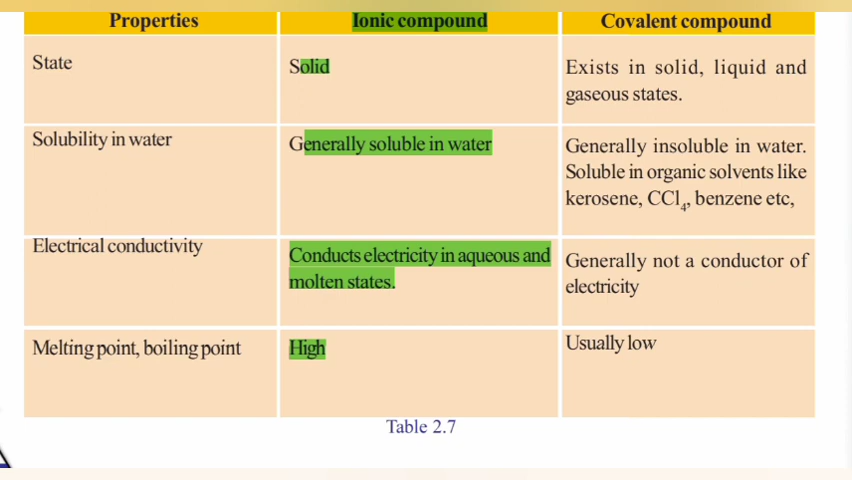 Properties
Ionic compound
Covalent compound
State
Solid
Exists in solid, liquid and
gaseous states.
Solubility in water
Generally soluble in water
Generally insoluble in water.
Soluble in organic solvents like
kerosene, CCl4, benzene etc,
Electrical conductivity
Conducts electricity in aqueous and
molten states.
Generally not a conductor of
electricity
Melting point, boiling point
High
Usually low
Table 2.7